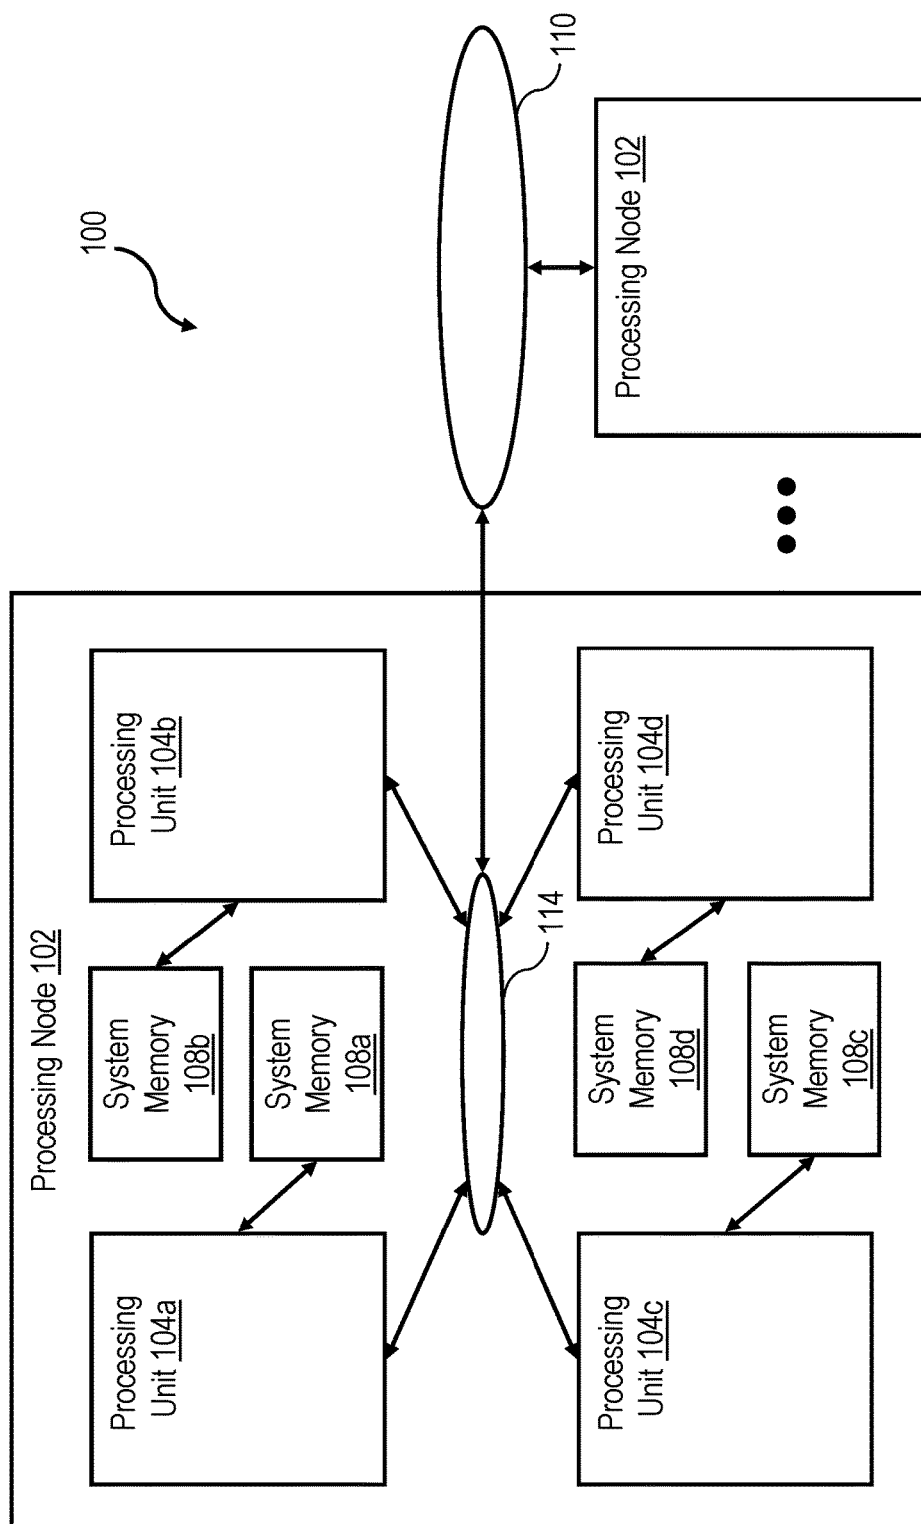 100
Processing Node 102
Processing
Unit 104a
System
Memory
108b
System
Memory
108a
Processing
Unit 104b
114
110
Processing
Unit 104c
System
Memory
108d
System
Memory
108c
Processing
Unit 104d
Processing Node 102